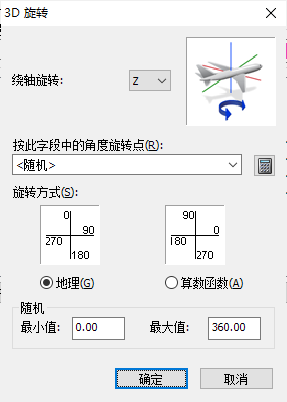 3D 旋转
绕轴旋转:
Z
按此字段中的角度旋转点(R):
<随机>
旋转方式(S):
0
90
270
180
90
180 0
270
地理(G)
算数函数(A)
随机
最小值: 0.00 最大值: 360.00
确定 取消